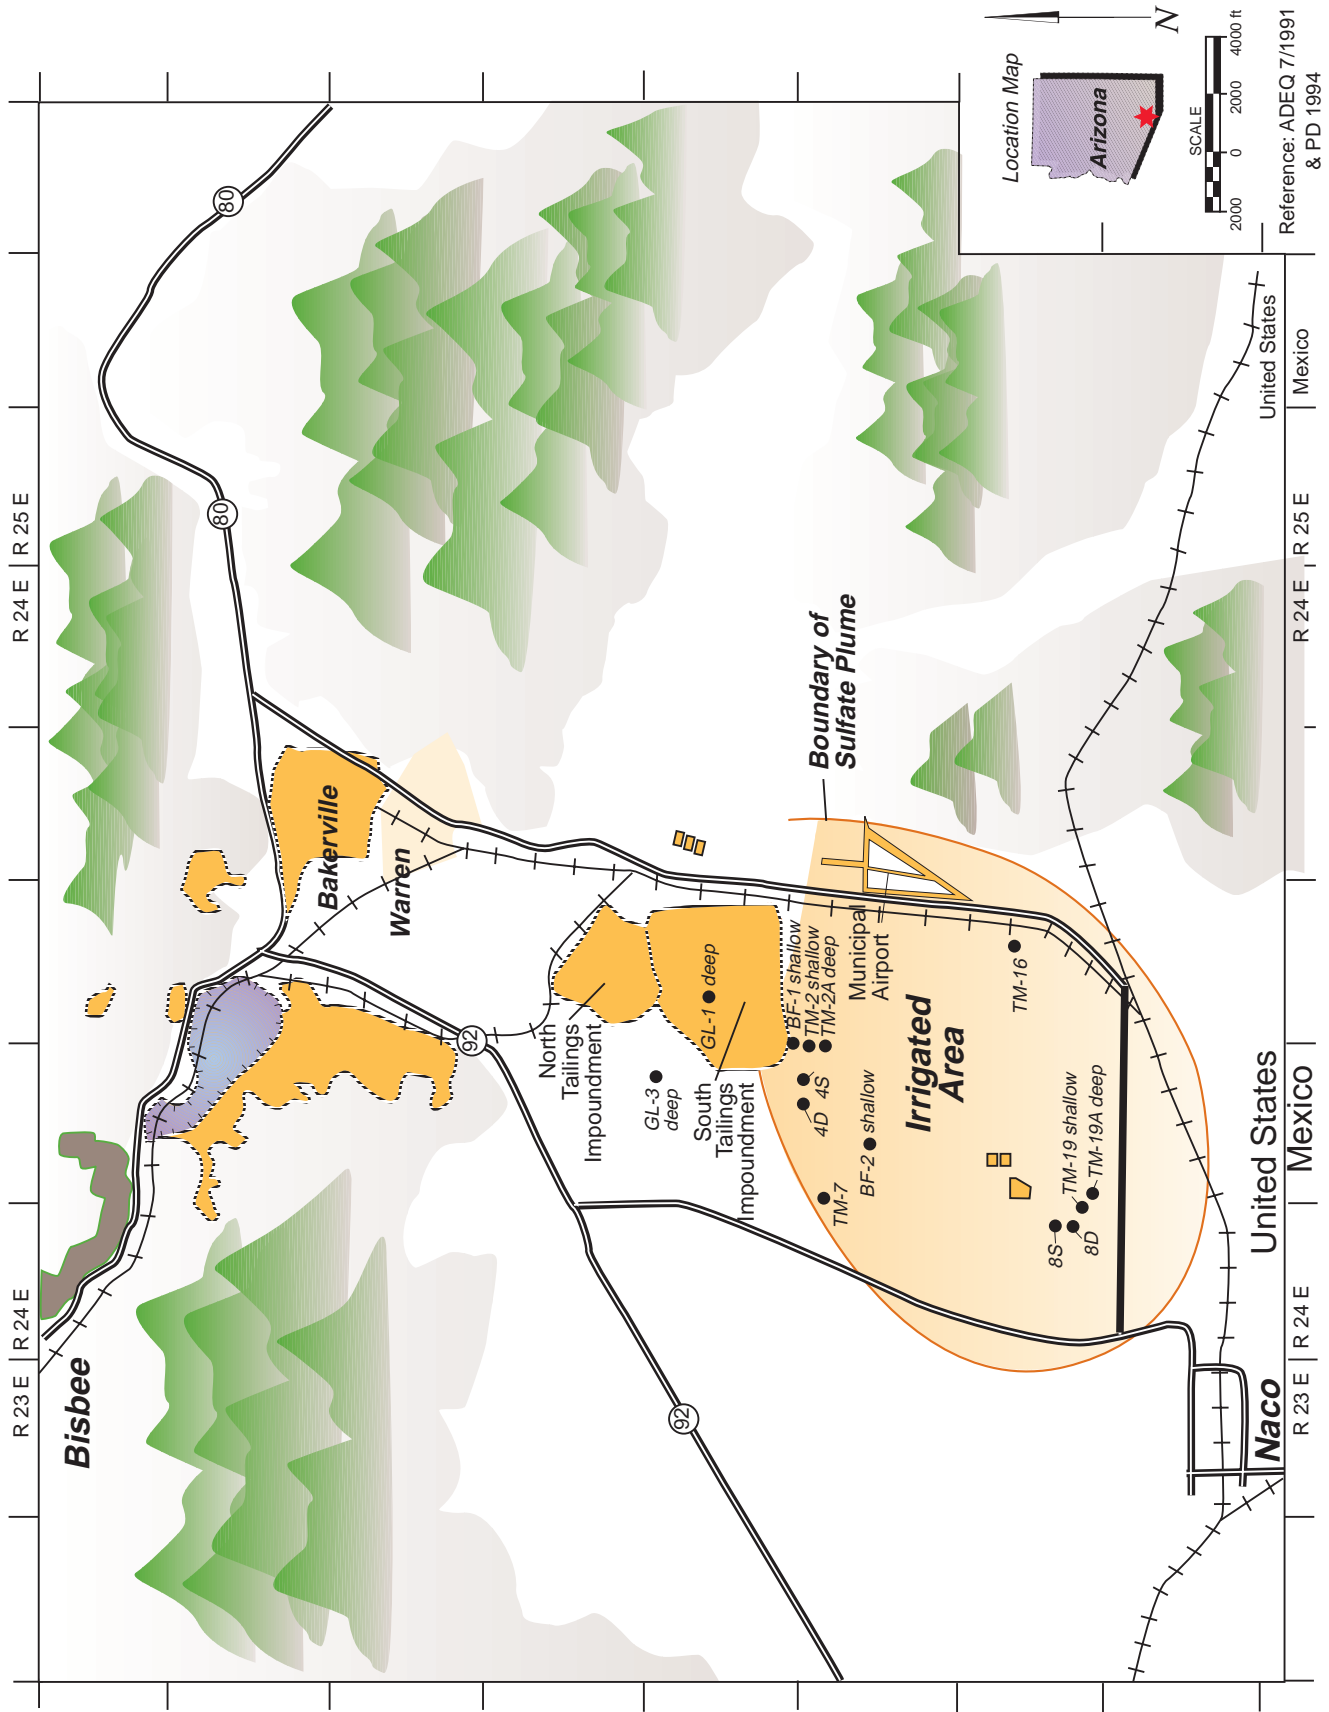 R 23 E
R 24 E
R 24 E
R 25 E
Bisbee
80
80
Bakerville
Warren
92
92
North
Tailings
Impoundment
GL-3
deep
GL-1
deep
South
Tailings
Impoundment
BF-1 shallow
TM-2 shallow
TM-2A deep
4D
4S
TM-7
BF-2
shallow
Municipal
Airport
Boundary of
Sulfate Plume
Irrigated
Area
TM-16
8S
8D
TM-19 shallow
TM-19A deep
Naco
United States
Mexico
United States
Mexico
R 23 E
R 24 E
R 24 E
R 25 E
Location Map
Arizona
N
SCALE
2000
0
2000
4000 ft
Reference: ADEQ 7/1991
& PD 1994